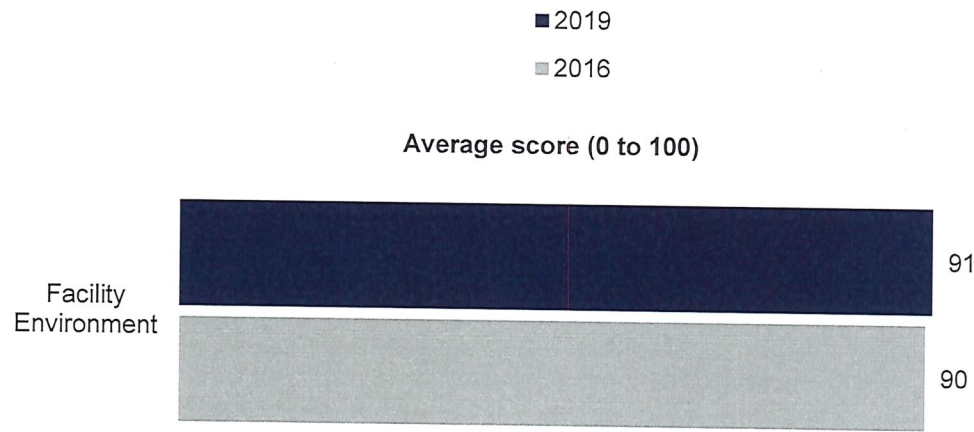 2019
2016
Average score (0 to 100)
91
Facility
Environment
90